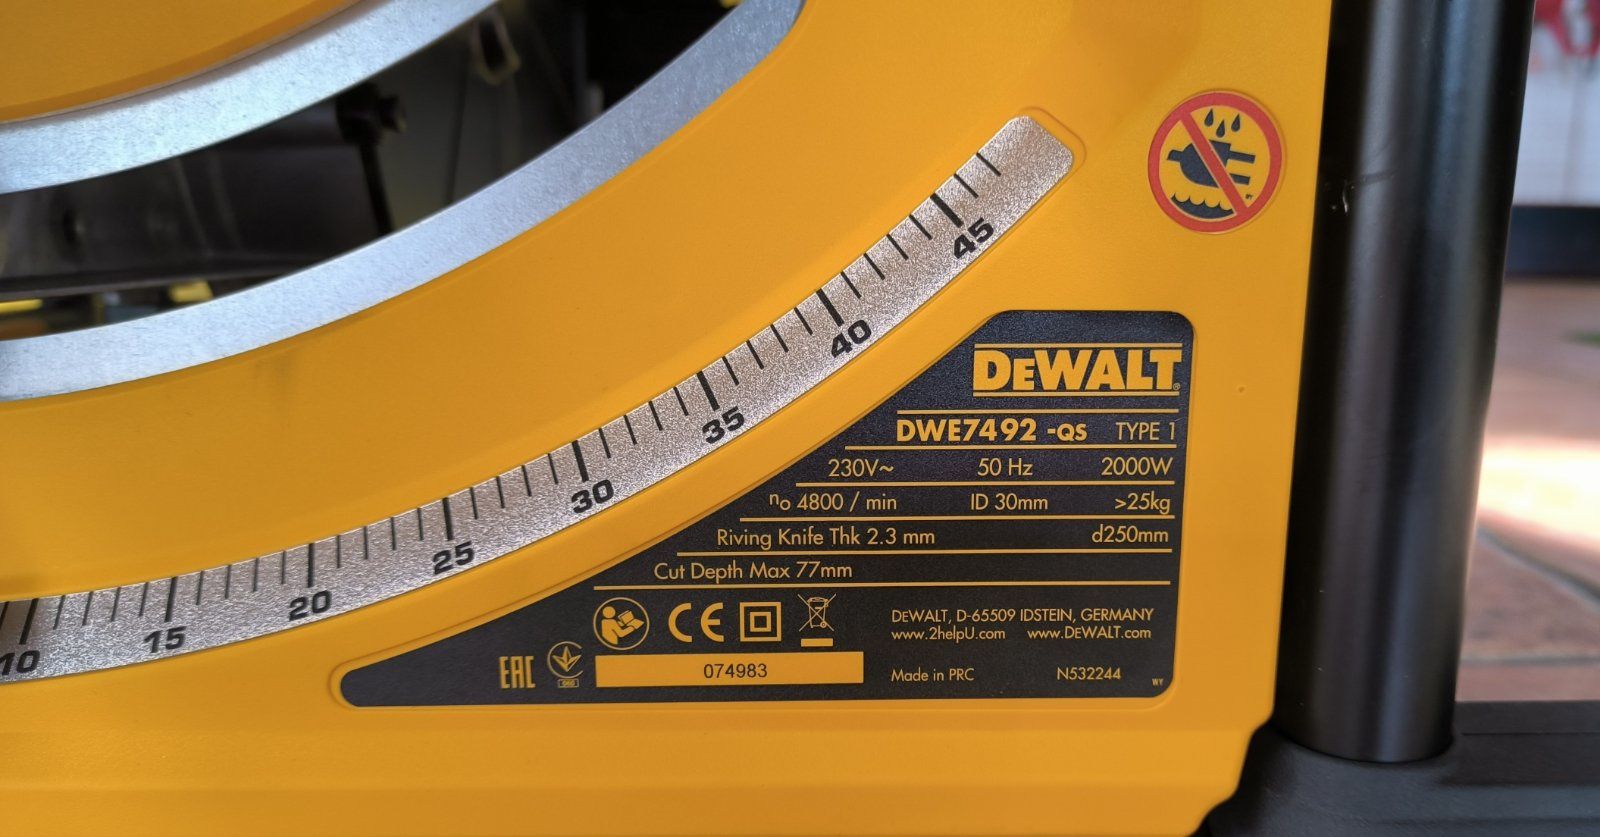 10 15 20 25 30 35 40 45
DEWALT®
DWE7492 -QS TYPE 1
230V~ 50 Hz 2000W
no 4800 / min ID 30mm >25kg
Riving Knife Thk 2.3 mm d250mm
Cut Depth Max 77mm
CE
DEWALT, D-65509 IDSTEIN, GERMANY
www.2helpU.com www.DEWALT.com
EAC
074983
Made in PRC N532244
WY